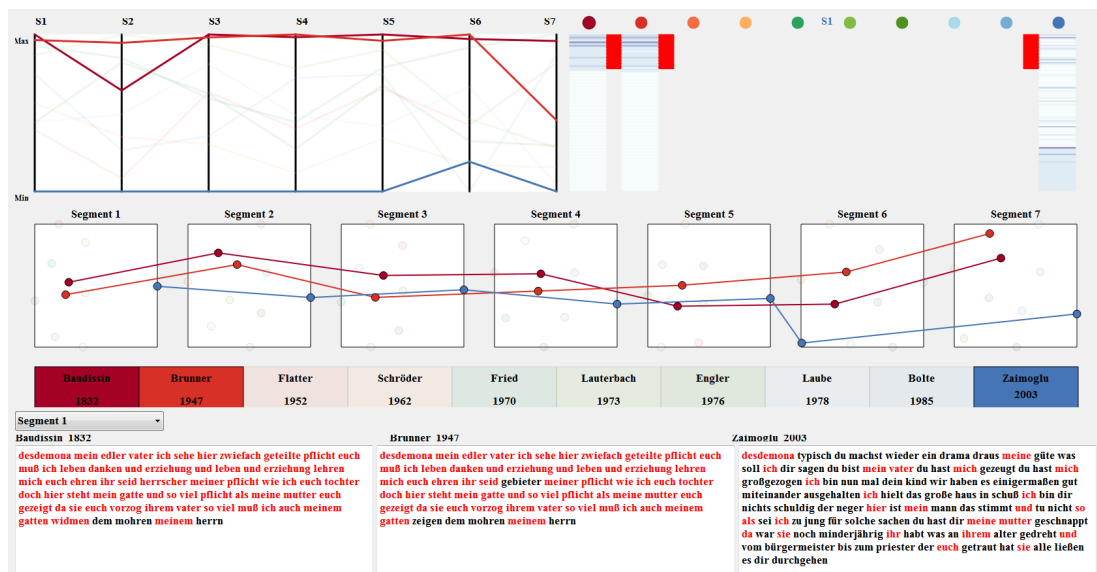 S1 S2 S3 S4 S5 S6 S7 S1
Max
Min
Segment 1 Segment 2 Segment 3 Segment 4 Segment 5 Segment 6 Segment 7
Baudissin Brunner Flatter Schröder Fried Lauterbach Engler Laube Bolte Zaimoglu
1832 1947 1952 1962 1970 1973 1976 1978 1985 2003
Segment 1
Baudissin 1832
desdemona mein edler vater ich sehe hier zwiefach geteilte pflicht euch
muß ich leben danken und erziehung und leben und erziehung lehren
mich euch ehren ihr seid herrscher meiner pflicht wie ich euch tochter
doch hier steht mein gatte und so viel pflicht als meine mutter euch
gezeigt da sie euch vorzog ihrem vater so viel muß ich auch meinem
gatten widmen dem mohren meinem herrn
Brunner 1947
desdemona mein edler vater ich sehe hier zwiefach geteilte pflicht euch
muß ich leben danken und erziehung und leben und erziehung lehren
mich euch ehren ihr seid gebieter meiner pflicht wie ich euch tochter
doch hier steht mein gatte und so viel pflicht als meine mutter euch
gezeigt da sie euch vorzog ihrem vater so viel muß ich auch meinem
gatten zeigen dem mohren meinem herrn
Zaimoglu 2003
desdemona typisch du machst wieder ein drama draus meine güte was
soll ich dir sagen du bist mein vater du hast mich gezeugt du hast mich
großgezogen ich bin nun mal dein kind wir haben es einigermaßen gut
miteinander ausgehalten ich hielt das große haus in schuß ich bin dir
nichts schuldig der neger hier ist mein mann das stimmt und tu nicht so
als sei ich zu jung für solche sachen du hast dir meine mutter geschnappt
da war sie noch minderjährig ihr habt was an ihrem alter gedreht und
vom bürgermeister bis zum priester der euch getraut hat sie alle ließen
es dir durchgehen